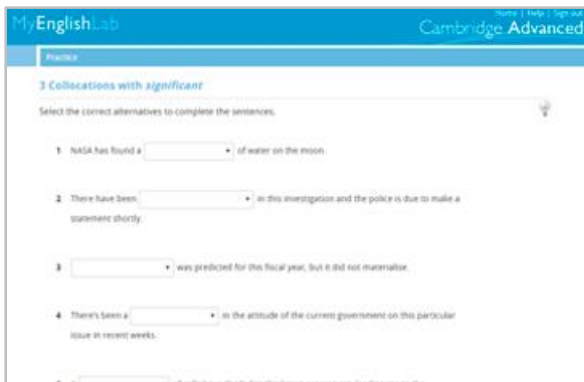 MyEnglishLab
Home | Help | Sign out
Cambridge Advanced
Practice
3 Collocations with significant
Select the correct alternatives to complete the sentences.
1 NASA has found a of water on the moon.
2 There have been in this investigation and the police is due to make a
statement shortly.
3 was predicted for this fiscal year, but it did not materialise.
4 There's been a in the attitude of the current government on this particular
issue in recent weeks.